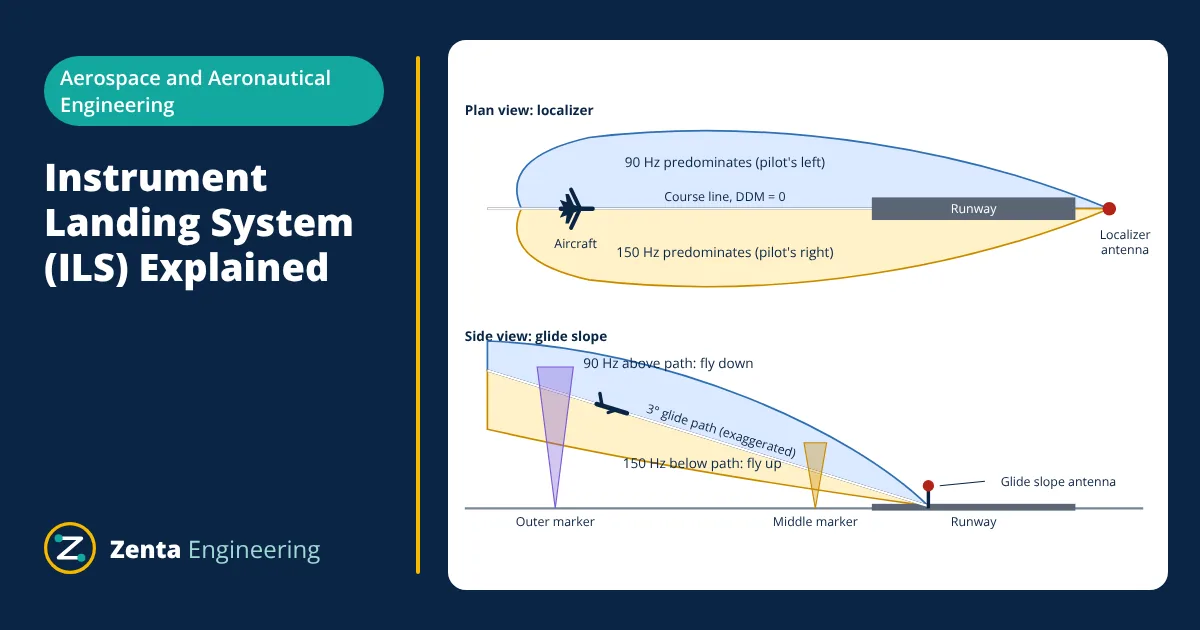 Aerospace and Aeronautical
Engineering
Instrument
Landing System
(ILS) Explained
Zenta Engineering
Plan view: localizer
90 Hz predominates (pilot's left)
Course line, DDM = 0
Runway
Aircraft
150 Hz predominates (pilot's right)
Localizer
antenna
Side view: glide slope
90 Hz above path: fly down
3° glide path (exaggerated)
150 Hz below path: fly up
Glide slope antenna
Outer marker
Middle marker
Runway